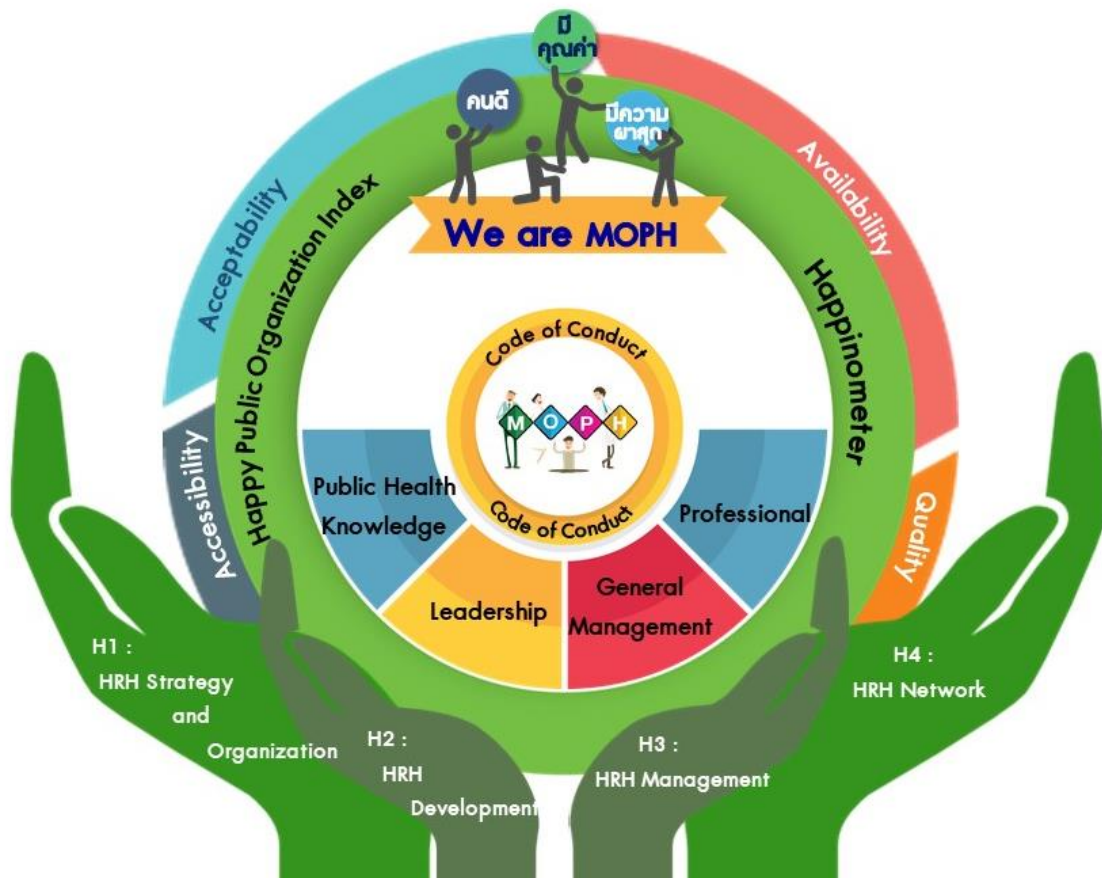 มี
คุณค่า
คนดี
มีความ
ผาสุก
We are MOPH
Acceptability
Availability
Happy Public Organization Index
Happinometer
Accessibility
Quality
Code of Conduct
M O P H
Code of Conduct
Public Health
Knowledge
Leadership
General
Management
Professional
H1 :
HRH Strategy
and
Organization
H2 :
HRH
Development
H3 :
HRH Management
H4 :
HRH Network